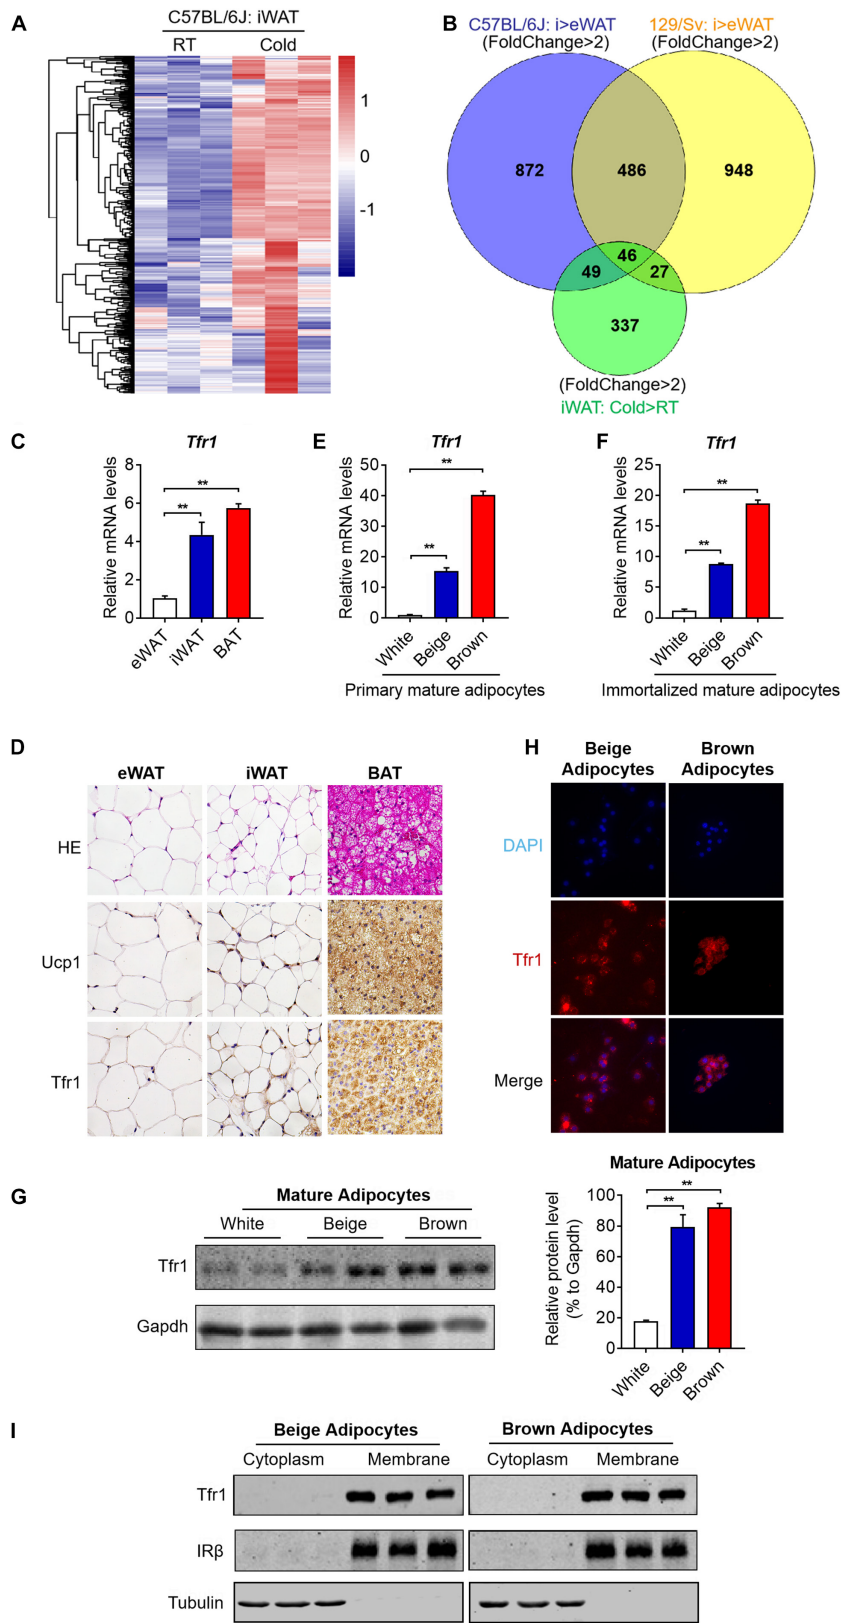 A
C57BL/6J: iWAT
RT Cold
1
0
-1
B
C57BL/6J: i>eWAT 129/Sv: i>eWAT
(FoldChange>2) (FoldChange>2)
872 486 948
46
49 27
337
(FoldChange>2)
iWAT: Cold>RT
C
Tfr1
Relative mRNA levels
8
6
4
2
0
**
**
eWAT iWAT BAT
E
Tfr1
Relative mRNA levels
50
40
30
20
10
0
**
**
White Beige Brown
Primary mature adipocytes
F
Tfr1
Relative mRNA levels
25
20
15
10
5
0
**
**
White Beige Brown
Immortalized mature adipocytes
D
eWAT iWAT BAT
HE
Ucp1
Tfr1
H
Beige Brown
Adipocytes Adipocytes
DAPI
Tfr1
Merge
G
Mature Adipocytes
White Beige Brown
Tfr1
Gapdh
Mature Adipocytes
Relative protein level
(% to Gapdh)
100
80
60
40
20
0
**
**
White Beige Brown
I
Beige Adipocytes Brown Adipocytes
Cytoplasm Membrane Cytoplasm Membrane
Tfr1
IRβ
Tubulin